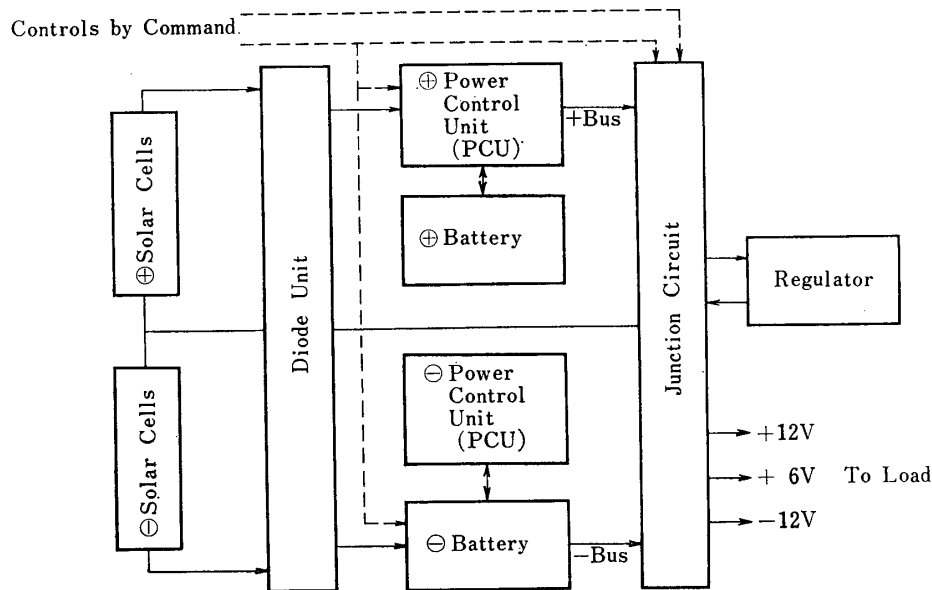 Controls by Command
⊕ Solar Cells
⊖ Solar Cells
Diode Unit
⊕ Power
Control
Unit
(PCU)
+Bus
⊕ Battery
⊖ Power
Control
Unit
(PCU)
⊖ Battery
−Bus
Junction Circuit
Regulator
+12V
+ 6V To Load
−12V